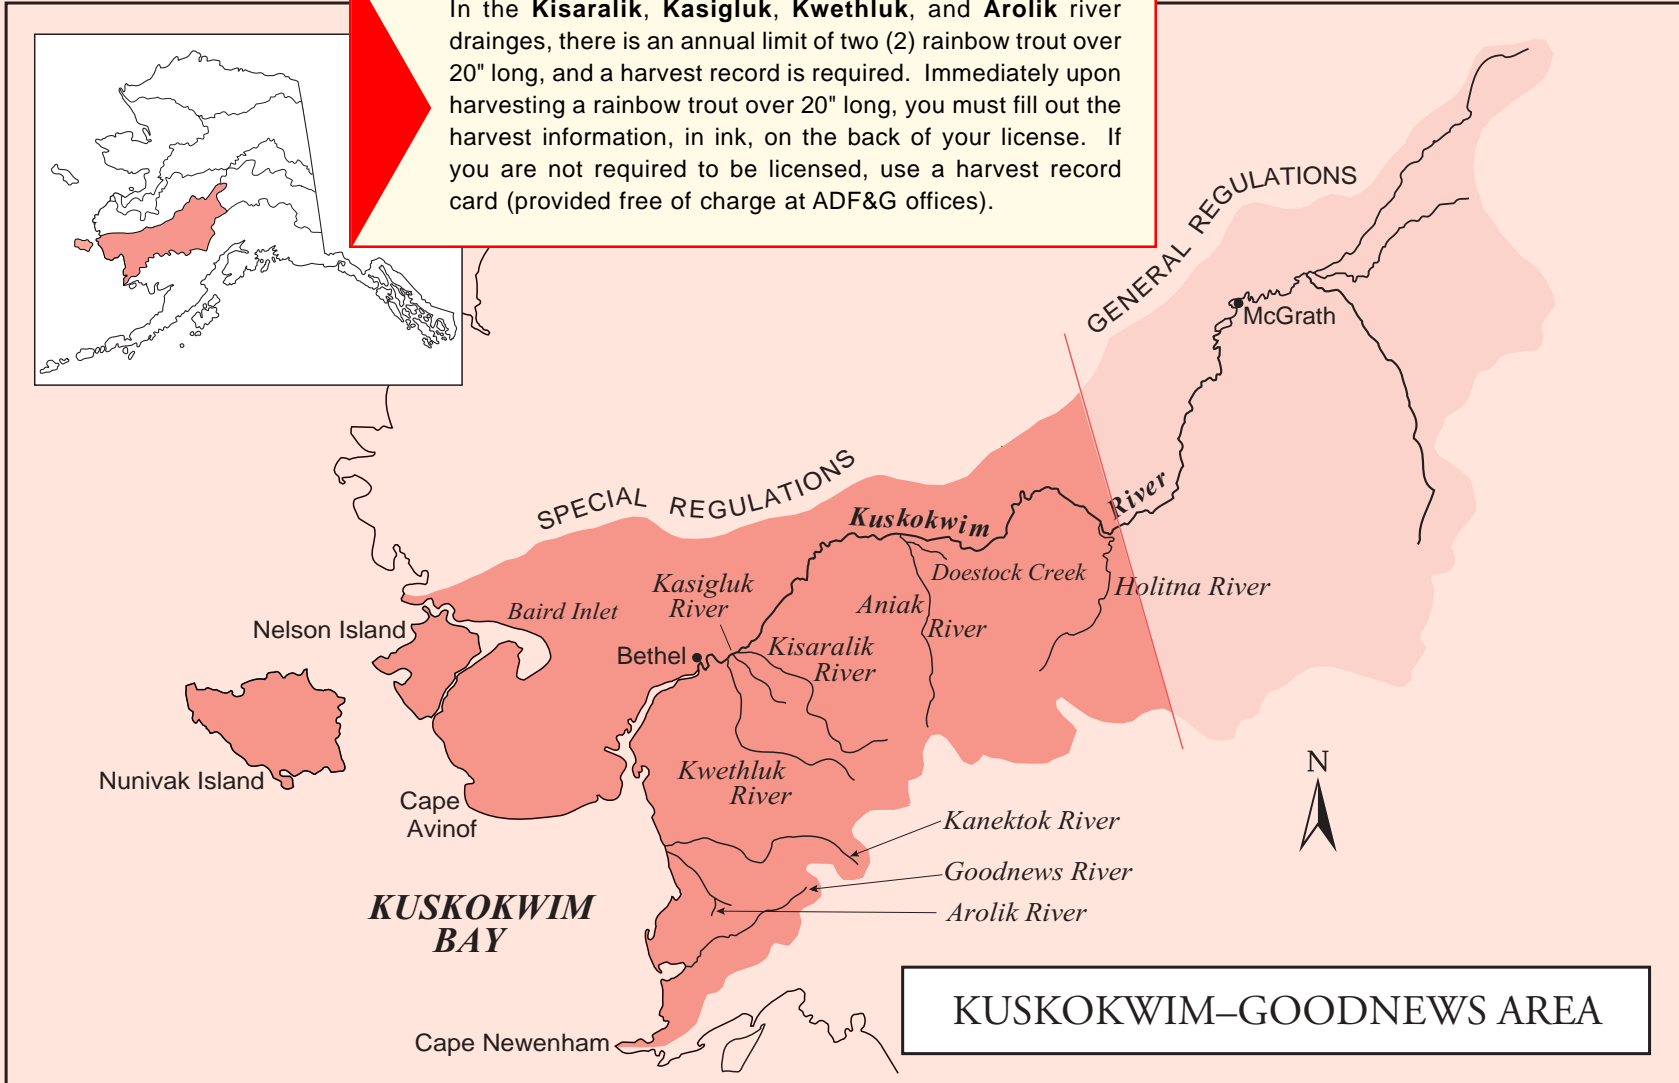 In the Kisaralik, Kasigluk, Kwethluk, and Arolik river
drainges, there is an annual limit of two (2) rainbow trout over
20" long, and a harvest record is required.  Immediately upon
harvesting a rainbow trout over 20" long, you must fill out the
harvest information, in ink, on the back of your license.  If
you are not required to be licensed, use a harvest record
card (provided free of charge at ADF&G offices).
GENERAL REGULATIONS
McGrath
SPECIAL REGULATIONS
Kuskokwim River
Kasigluk
River
Doestock Creek
Holitna River
Baird Inlet
Aniak
River
Nelson Island
Bethel
Kisaralik
River
Nunivak Island
Kwethluk
River
Cape
Avinof
N
Kanektok River
Goodnews River
Arolik River
KUSKOKWIM
BAY
KUSKOKWIM–GOODNEWS AREA
Cape Newenham